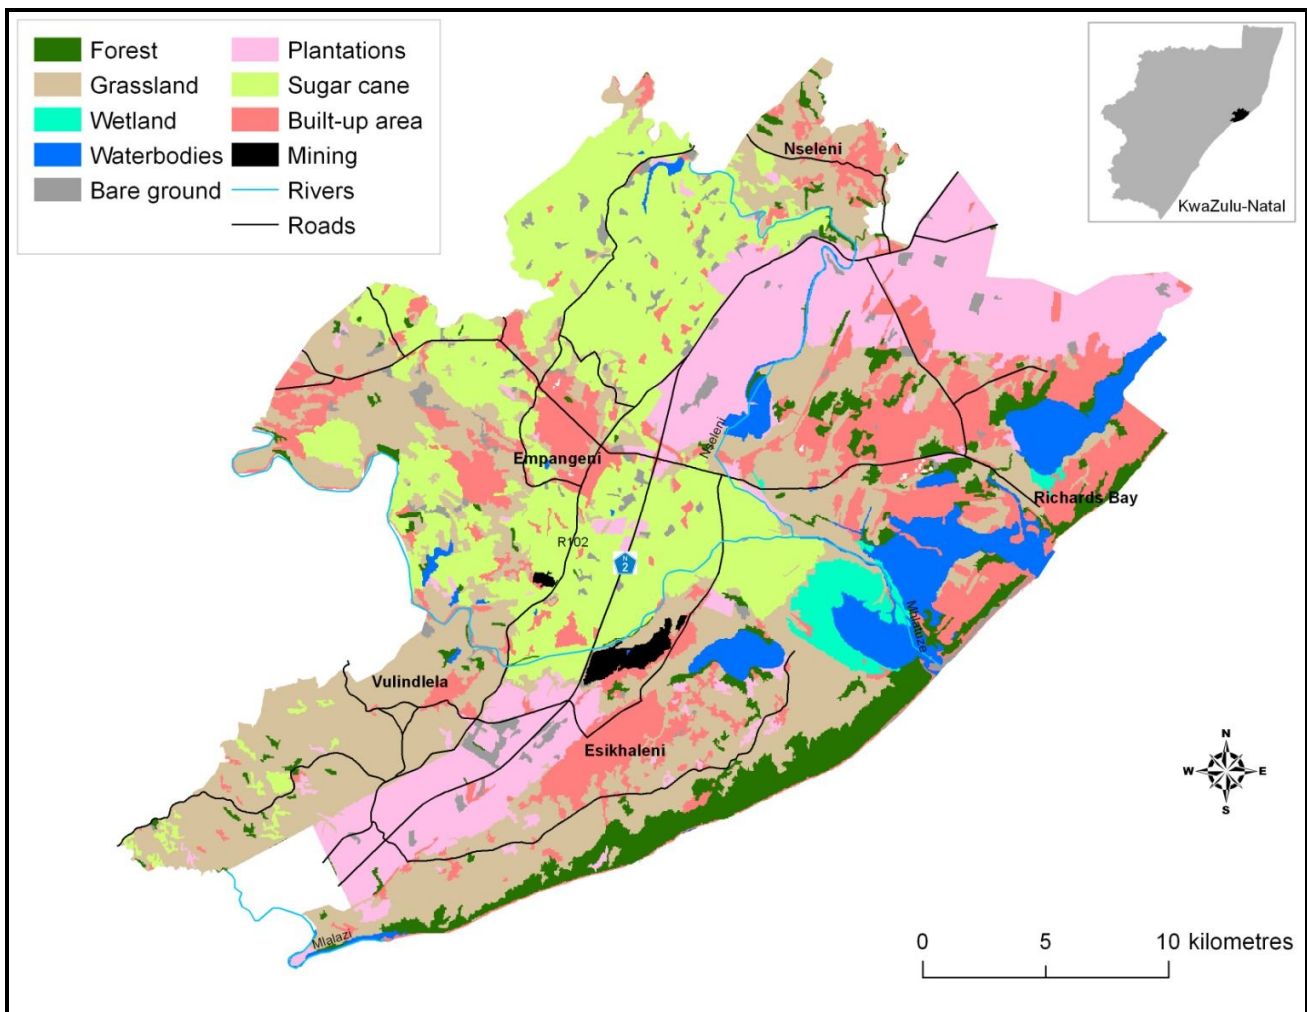 Forest
Grassland
Wetland
Waterbodies
Bare ground
Plantations
Sugar cane
Built-up area
Mining
Rivers
Roads
KwaZulu-Natal
Nseleni
Nseleni
Empangeni
Richards Bay
R102
N
2
Mhlatuze
Vulindlela
Esikhaleni
Mlalazi
N
W
E
S
0 5 10 kilometres